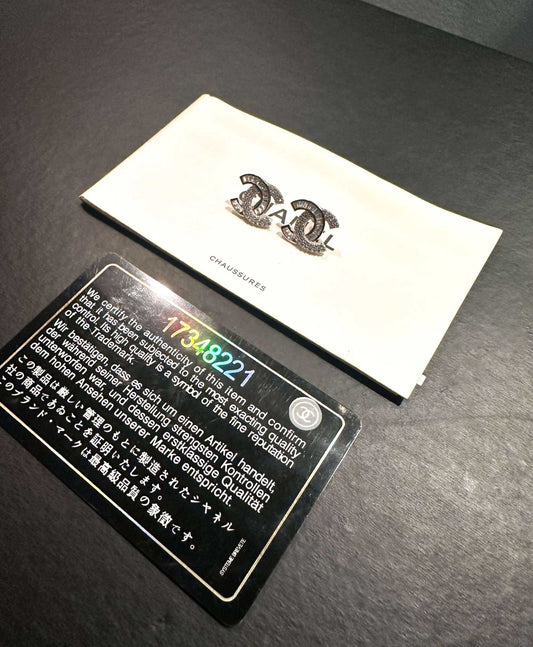 A L
CHAUSSURES
17348221
We certify the authenticity of this item and confirm
that it has been subjected to the most exacting quality
control. Its high quality is a symbol of the fine reputation
of the Trademark.
Wir bestätigen, dass es sich um einen Artikel handelt,
der während seiner Herstellung strengsten Kontrollen
unterworfen war, und dessen erstklassige Qualität
dem hohen Ansehen unserer Marke entspricht.
この製品は厳しい管理のもとに製造されたシャネル
社の商品であることを証明いたします。
このブランド・マークは最高級品質の象徴です。
SYSTEME BREVETE